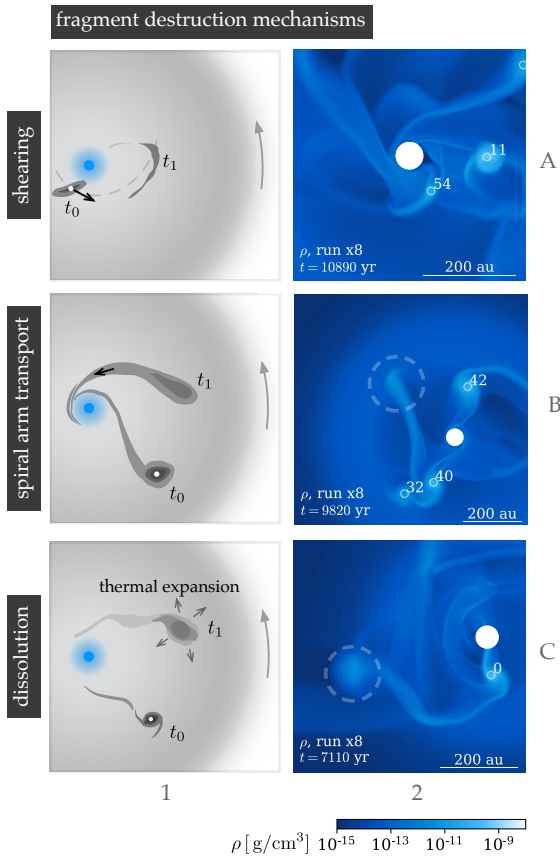 fragment destruction mechanisms
shearing
t₀
t₁
11
54
ρ, run x8
t = 10890 yr
200 au
A
spiral arm transport
t₁
t₀
42
40
32
ρ, run x8
t = 9820 yr
200 au
B
dissolution
thermal expansion
t₁
t₀
0
ρ, run x8
t = 7110 yr
200 au
C
1
2
ρ [g/cm³] 10⁻¹⁵ 10⁻¹³ 10⁻¹¹ 10⁻⁹